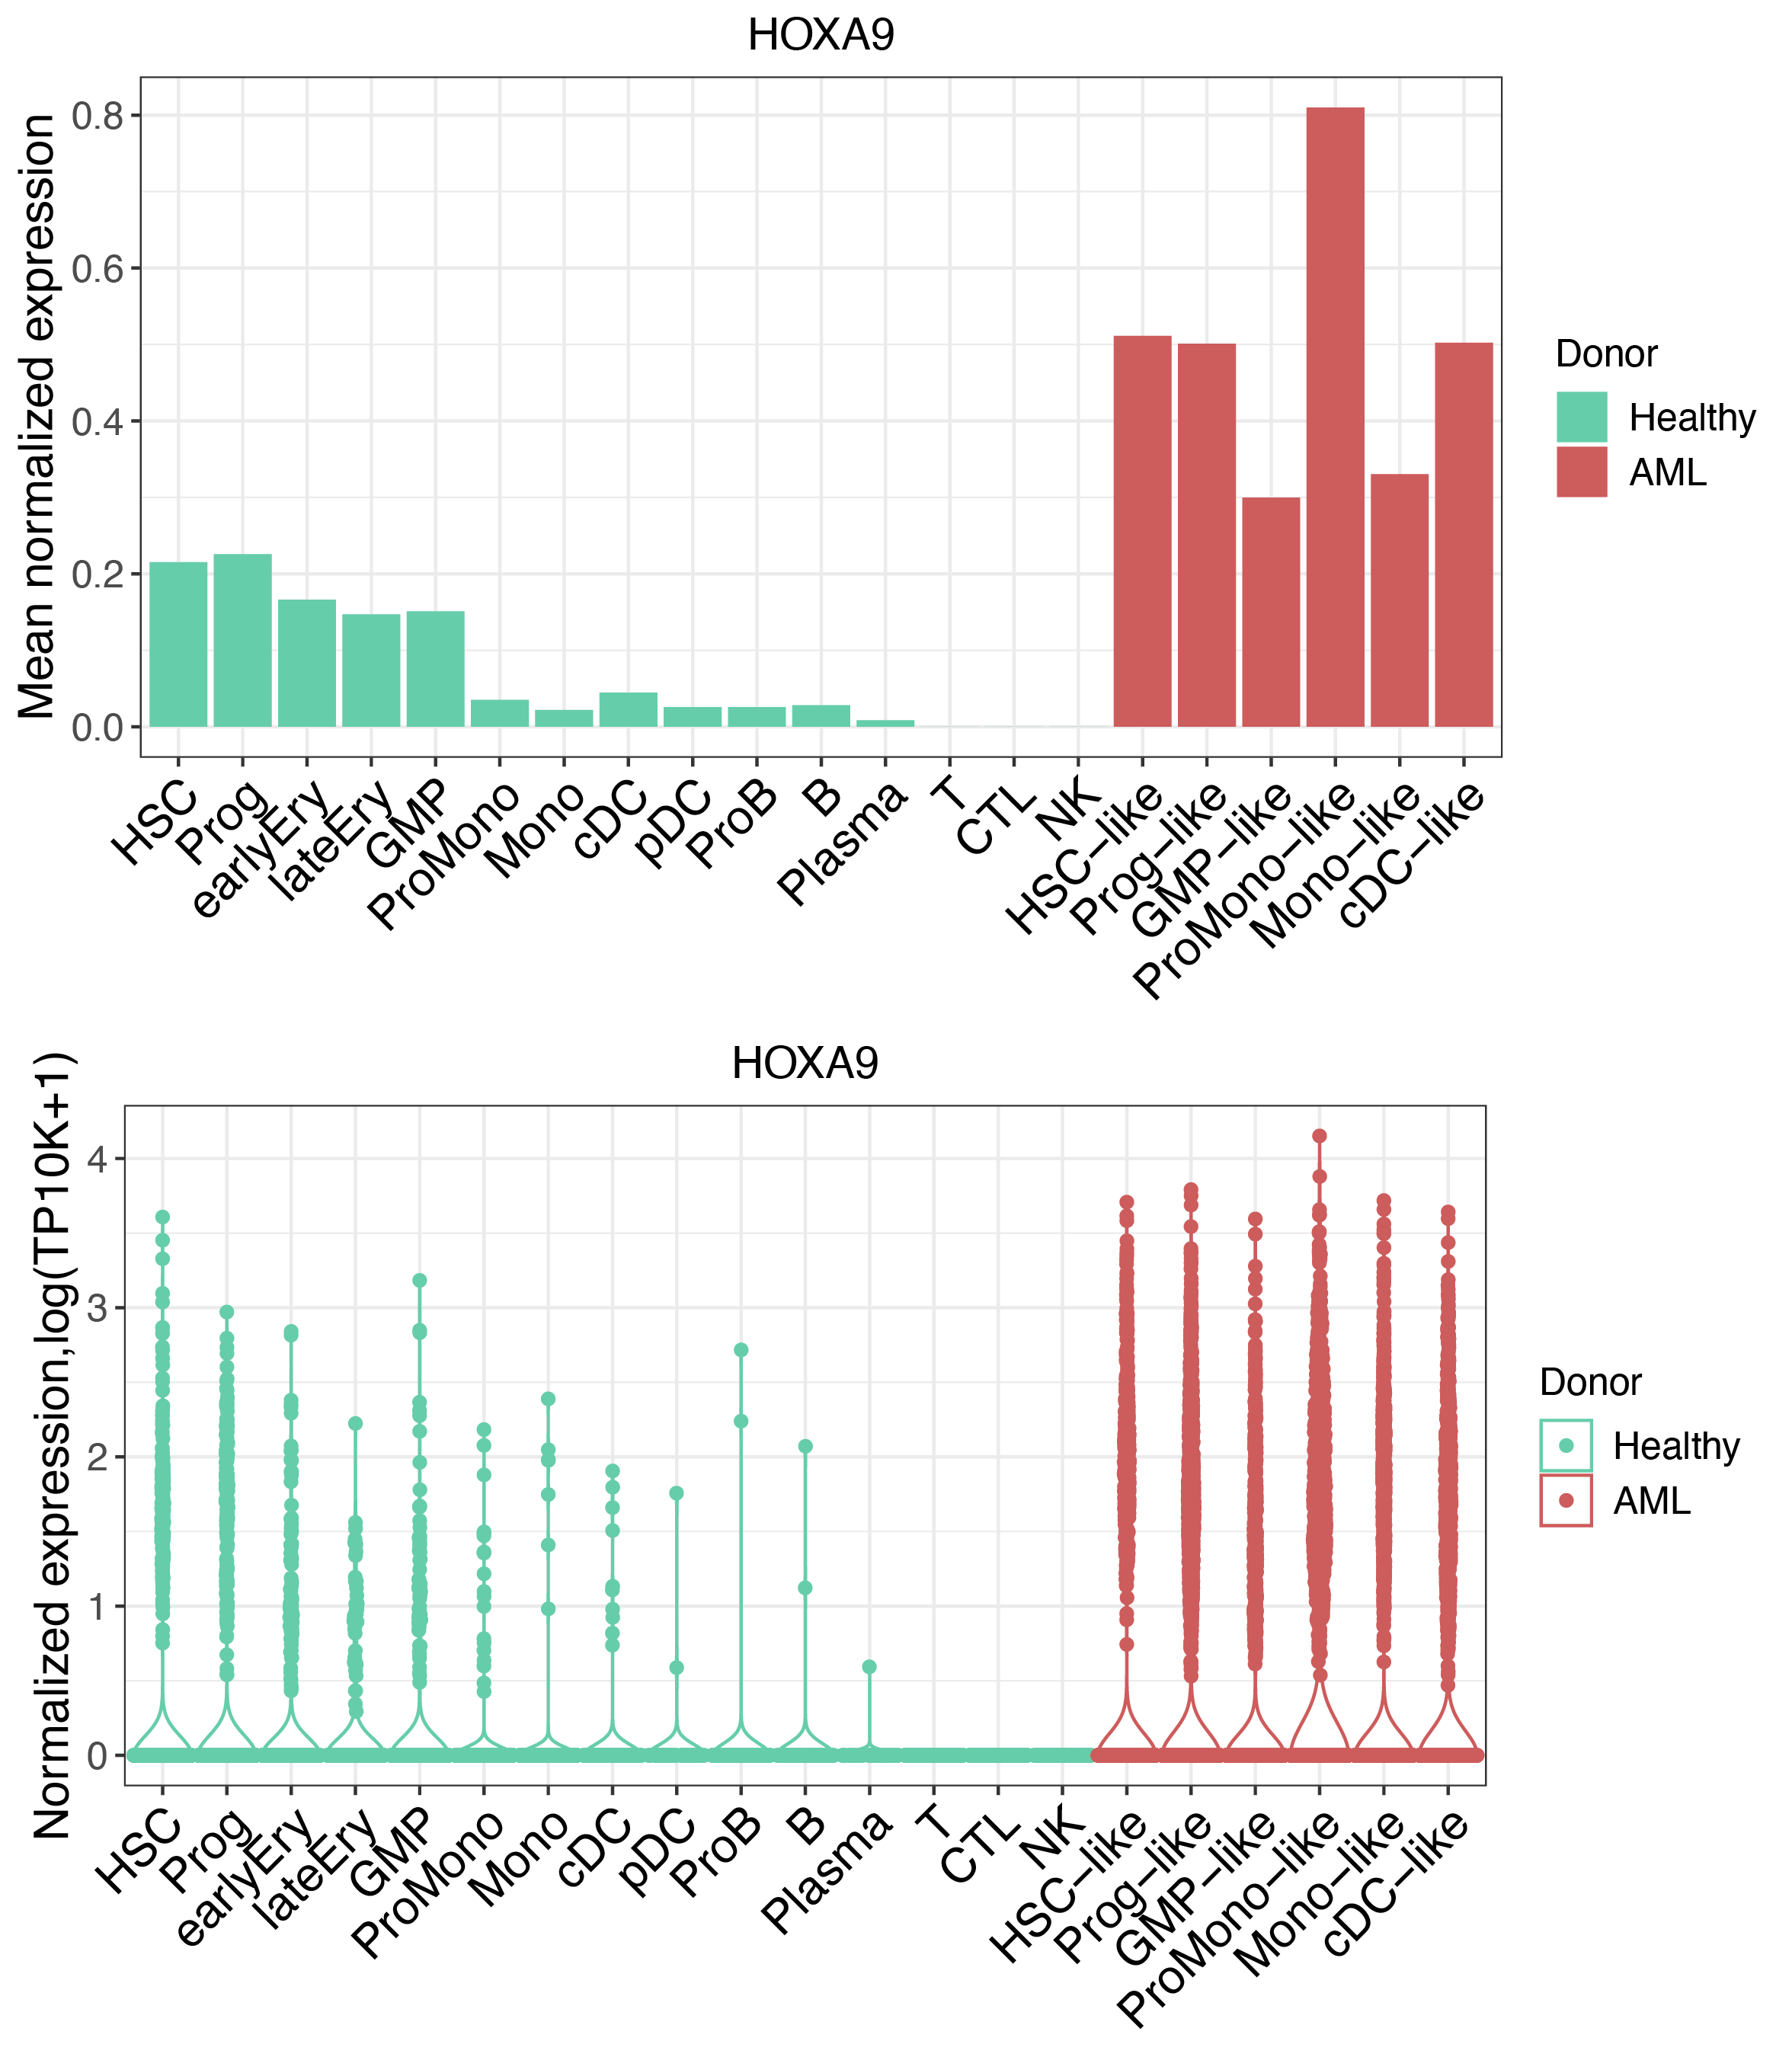 HOXA9
Mean normalized expression
0.8
0.6
0.4
0.2
0.0
HSC
Prog
earlyEry
lateEry
GMP
ProMono
Mono
cDC
pDC
ProB
B
Plasma
T
CTL
NK
HSC−like
Prog−like
GMP−like
ProMono−like
Mono−like
cDC−like
Donor
Healthy
AML
HOXA9
Normalized expression,log(TP10K+1)
4
3
2
1
0
HSC
Prog
earlyEry
lateEry
GMP
ProMono
Mono
cDC
pDC
ProB
B
Plasma
T
CTL
NK
HSC−like
Prog−like
GMP−like
ProMono−like
Mono−like
cDC−like
Donor
Healthy
AML